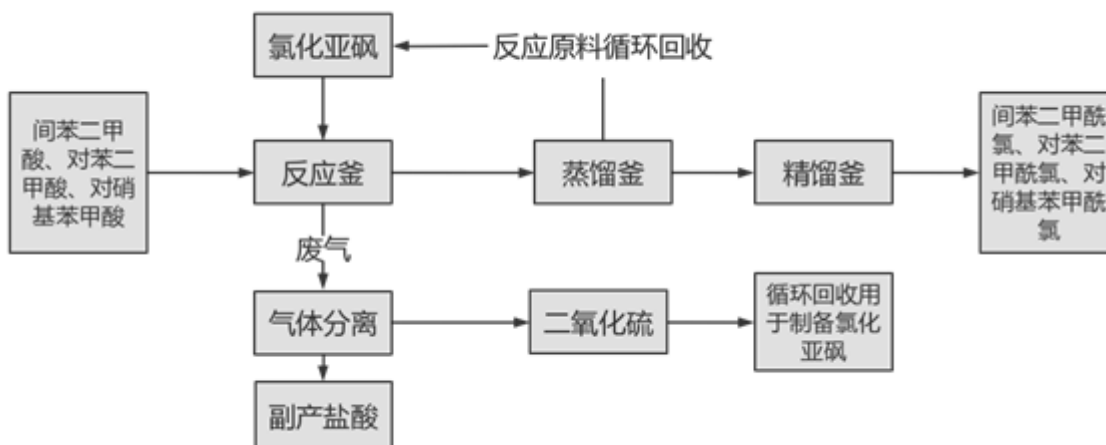 氯化亚砜
反应原料循环回收
间苯二甲
酸、对苯二
甲酸、对硝
基苯甲酸
反应釜
蒸馏釜
精馏釜
间苯二甲酰
氯、对苯二
甲酰氯、对
硝基苯甲酰
氯
废气
气体分离
二氧化硫
循环回收用
于制备氯化
亚砜
副产盐酸